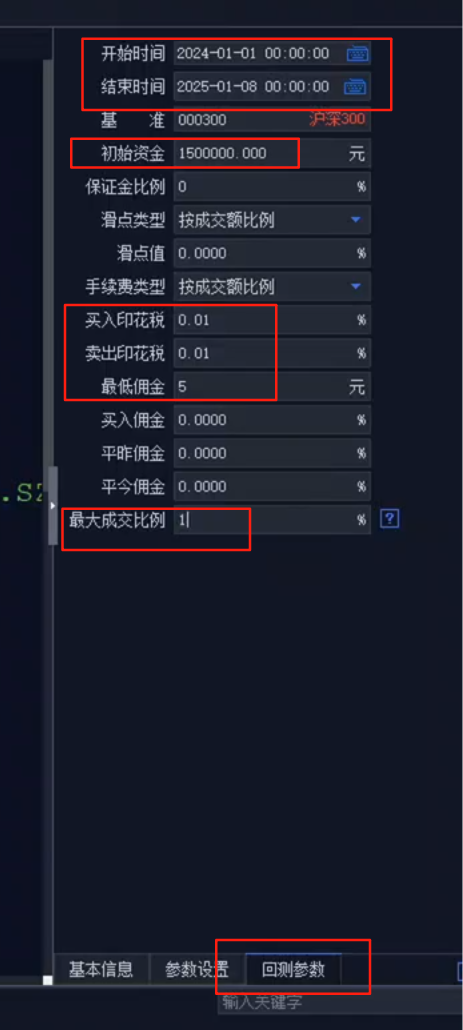 开始时间 2024-01-01 00:00:00
结束时间 2025-01-08 00:00:00
基 准 000300 沪深300
初始资金 1500000.000 元
保证金比例 0 %
滑点类型 按成交额比例
滑点值 0.0000 %
手续费类型 按成交额比例
买入印花税 0.01 %
卖出印花税 0.01 %
最低佣金 5 元
买入佣金 0.0000 %
平昨佣金 0.0000 %
.SZ
平今佣金 0.0000 %
最大成交比例 1 % ?
基本信息 参数设置 回测参数
输入关键字